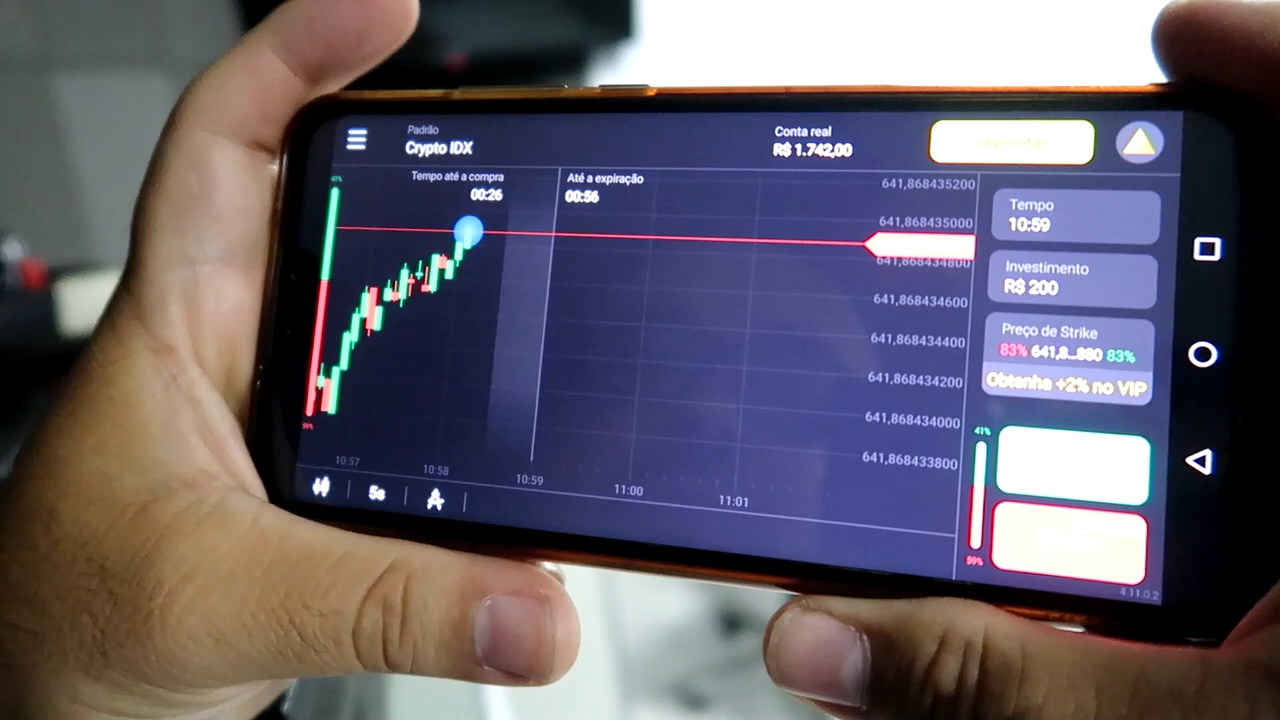 Padrão
Crypto IDX
Conta real
R$ 1.742,00
41%
Tempo até a compra
00:26
Até a expiração
00:56
641,868435200
641,868435000
641,868434800
641,868434600
641,868434400
641,868434200
641,868434000
641,868433800
59%
10:57
10:58
10:59
11:00
11:01
5s
Tempo
10:59
Investimento
R$ 200
Preço de Strike
83% 641,8...880 83%
Obtenha +2% no VIP
41%
59%
4.11.0.2